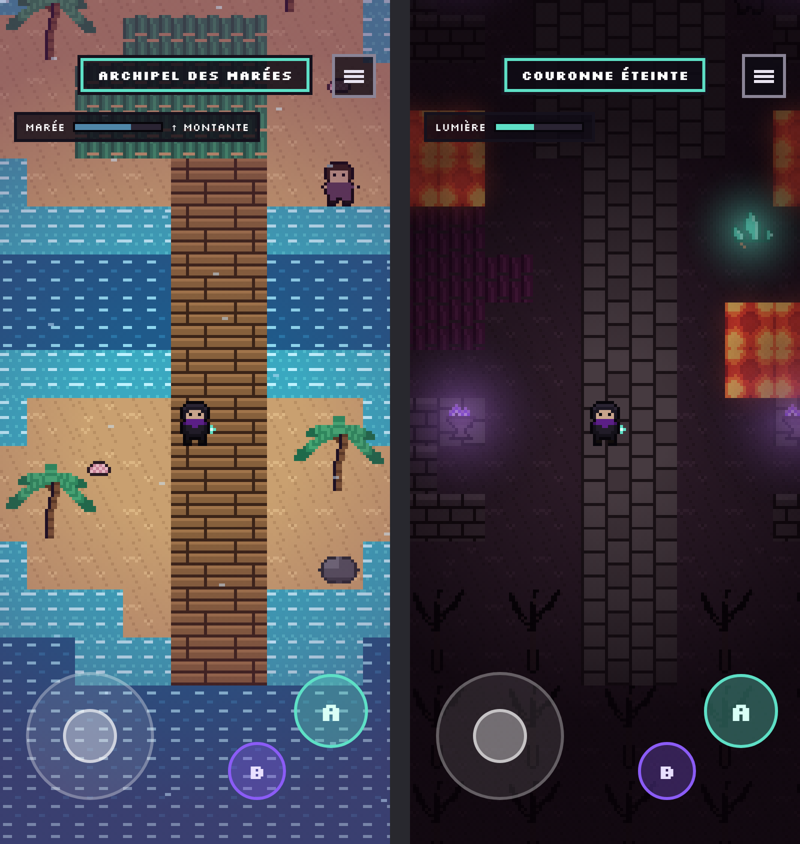 ARCHIPEL DES MARÉES
MARÉE ↑ MONTANTE
A
B
COURONNE ÉTEINTE
LUMIÈRE
A
B